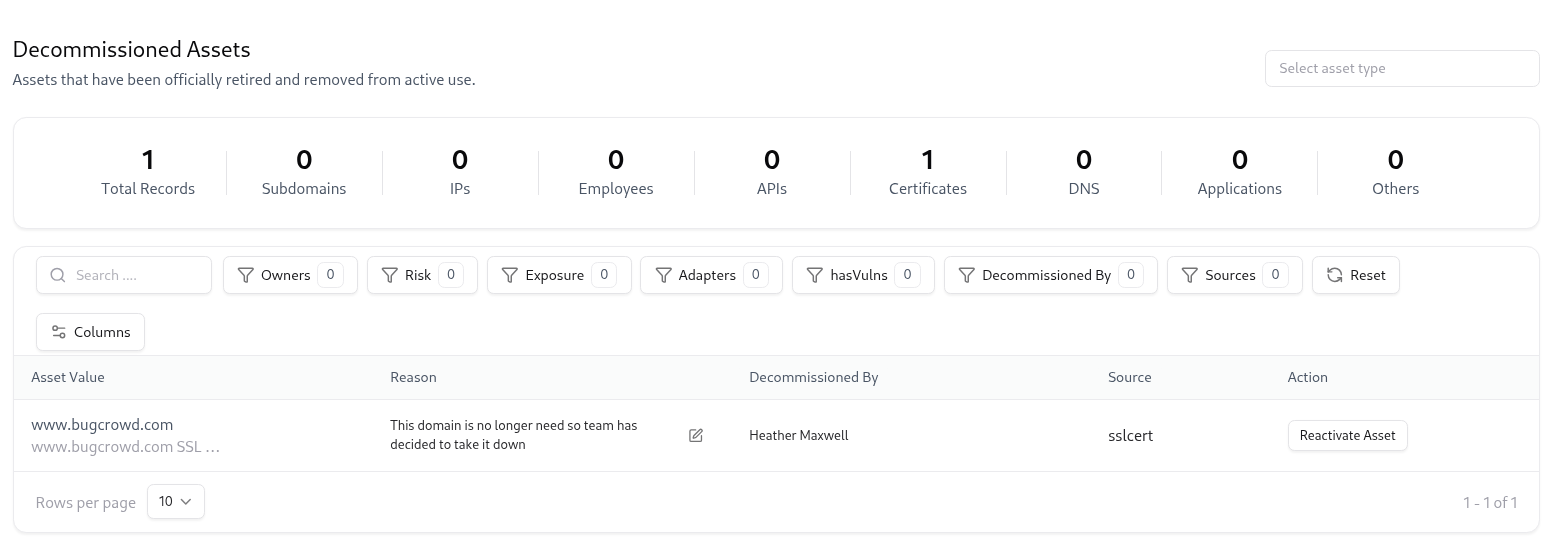 Decommissioned Assets
Assets that have been officially retired and removed from active use.
Select asset type
1 0 0 0 0 1 0 0 0
Total Records Subdomains IPs Employees APIs Certificates DNS Applications Others
Search .... Owners 0 Risk 0 Exposure 0 Adapters 0 hasVulns 0 Decommissioned By 0 Sources 0 Reset
Columns
Asset Value Reason Decommissioned By Source Action
www.bugcrowd.com
www.bugcrowd.com SSL ...
This domain is no longer need so team has
decided to take it down
Heather Maxwell
sslcert
Reactivate Asset
Rows per page 10
1 - 1 of 1